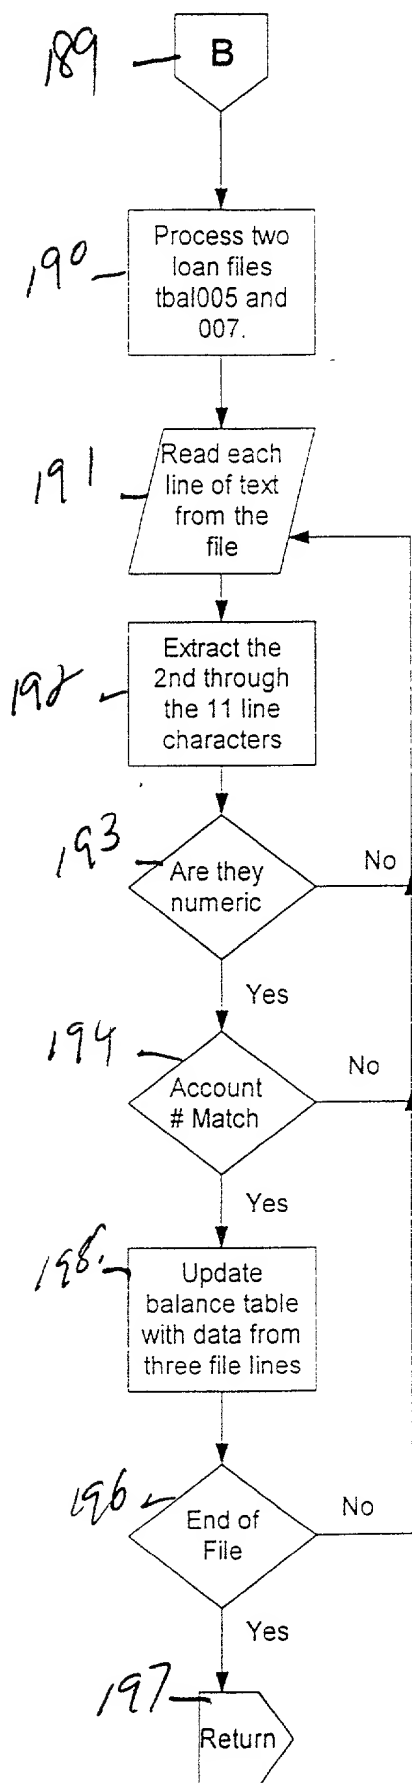 189
B
190
Process two
loan files
tbal005 and
007.
191
Read each
line of text
from the
file
192
Extract the
2nd through
the 11 line
characters
193
Are they
numeric
No
Yes
194
Account
# Match
No
Yes
198.
Update
balance table
with data from
three file lines
196
End of
File
No
Yes
197
Return